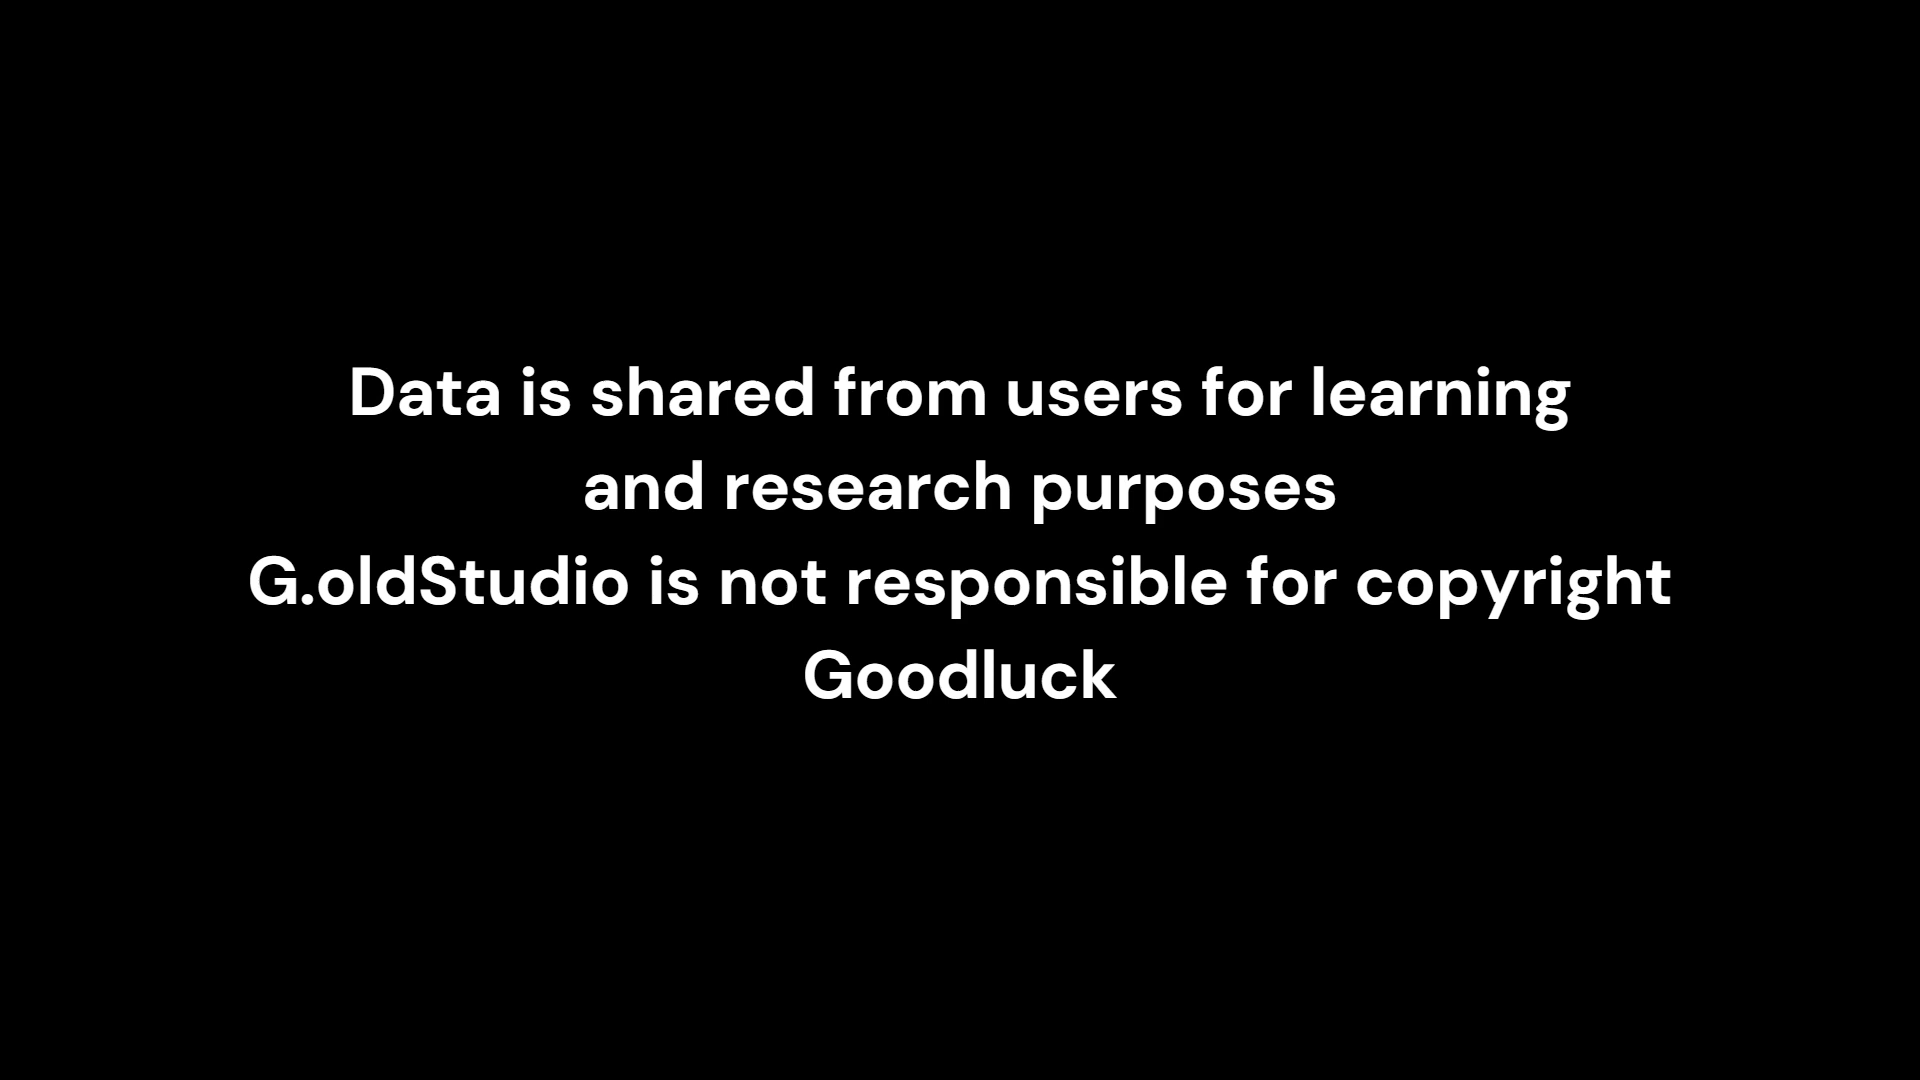 Data is shared from users for learning
and research purposes
G.oldStudio is not responsible for copyright
Goodluck